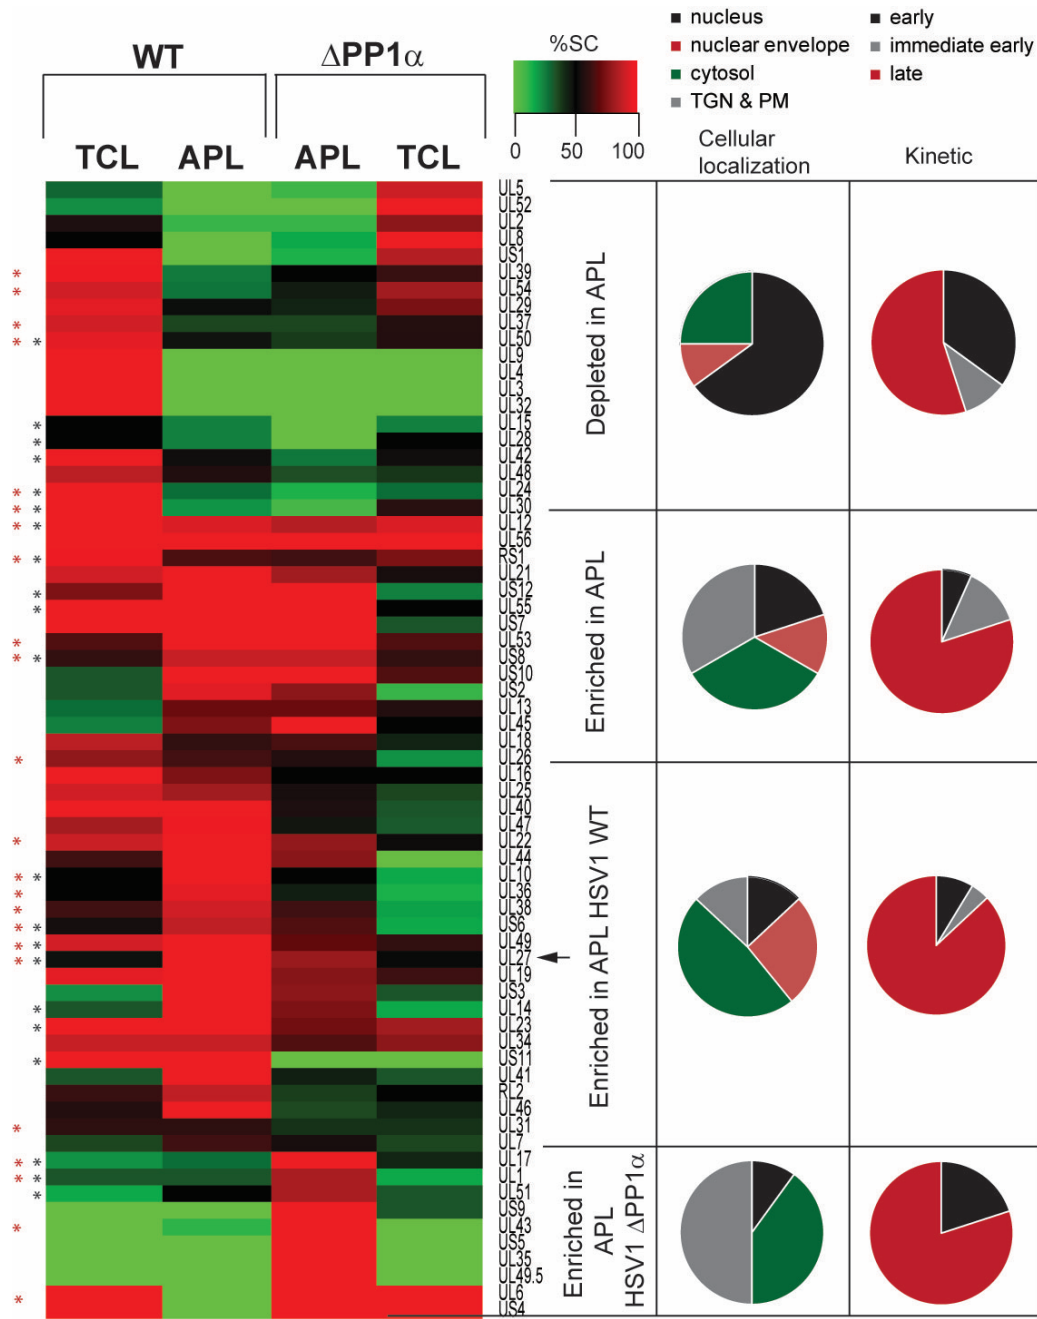 WT
ΔPP1α
TCL APL APL TCL
%SC
0 50 100
nucleus
nuclear envelope
cytosol
TGN & PM
early
immediate early
late
Cellular
localization
Kinetic
UL5
UL52
UL2
UL8
US1
* UL39
* UL54
UL29
* UL37
* * UL50
UL9
UL4
UL3
UL32
* UL15
* UL28
* UL42
UL48
* * UL24
* * UL30
* * UL12
UL56
* * RS1
UL21
* US12
* UL55
US7
* UL53
* * US8
US10
US2
UL13
UL45
UL18
* UL26
UL16
UL25
UL40
UL47
* UL22
UL44
* * UL10
* UL36
* UL38
* * US6
* * UL49
* * UL27
UL19
US3
* UL14
* UL23
UL34
* US11
UL41
RL2
UL46
* UL31
UL7
* * UL17
* * UL1
* UL51
US9
* UL43
US5
UL35
UL49.5
* UL6
US4
Depleted in APL
Enriched in APL
Enriched in APL HSV1 WT
Enriched in
APL
HSV1 ΔPP1α